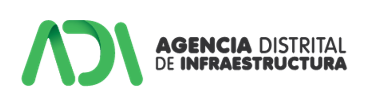 ADI
AGENCIA DISTRITAL
DE INFRAESTRUCTURA